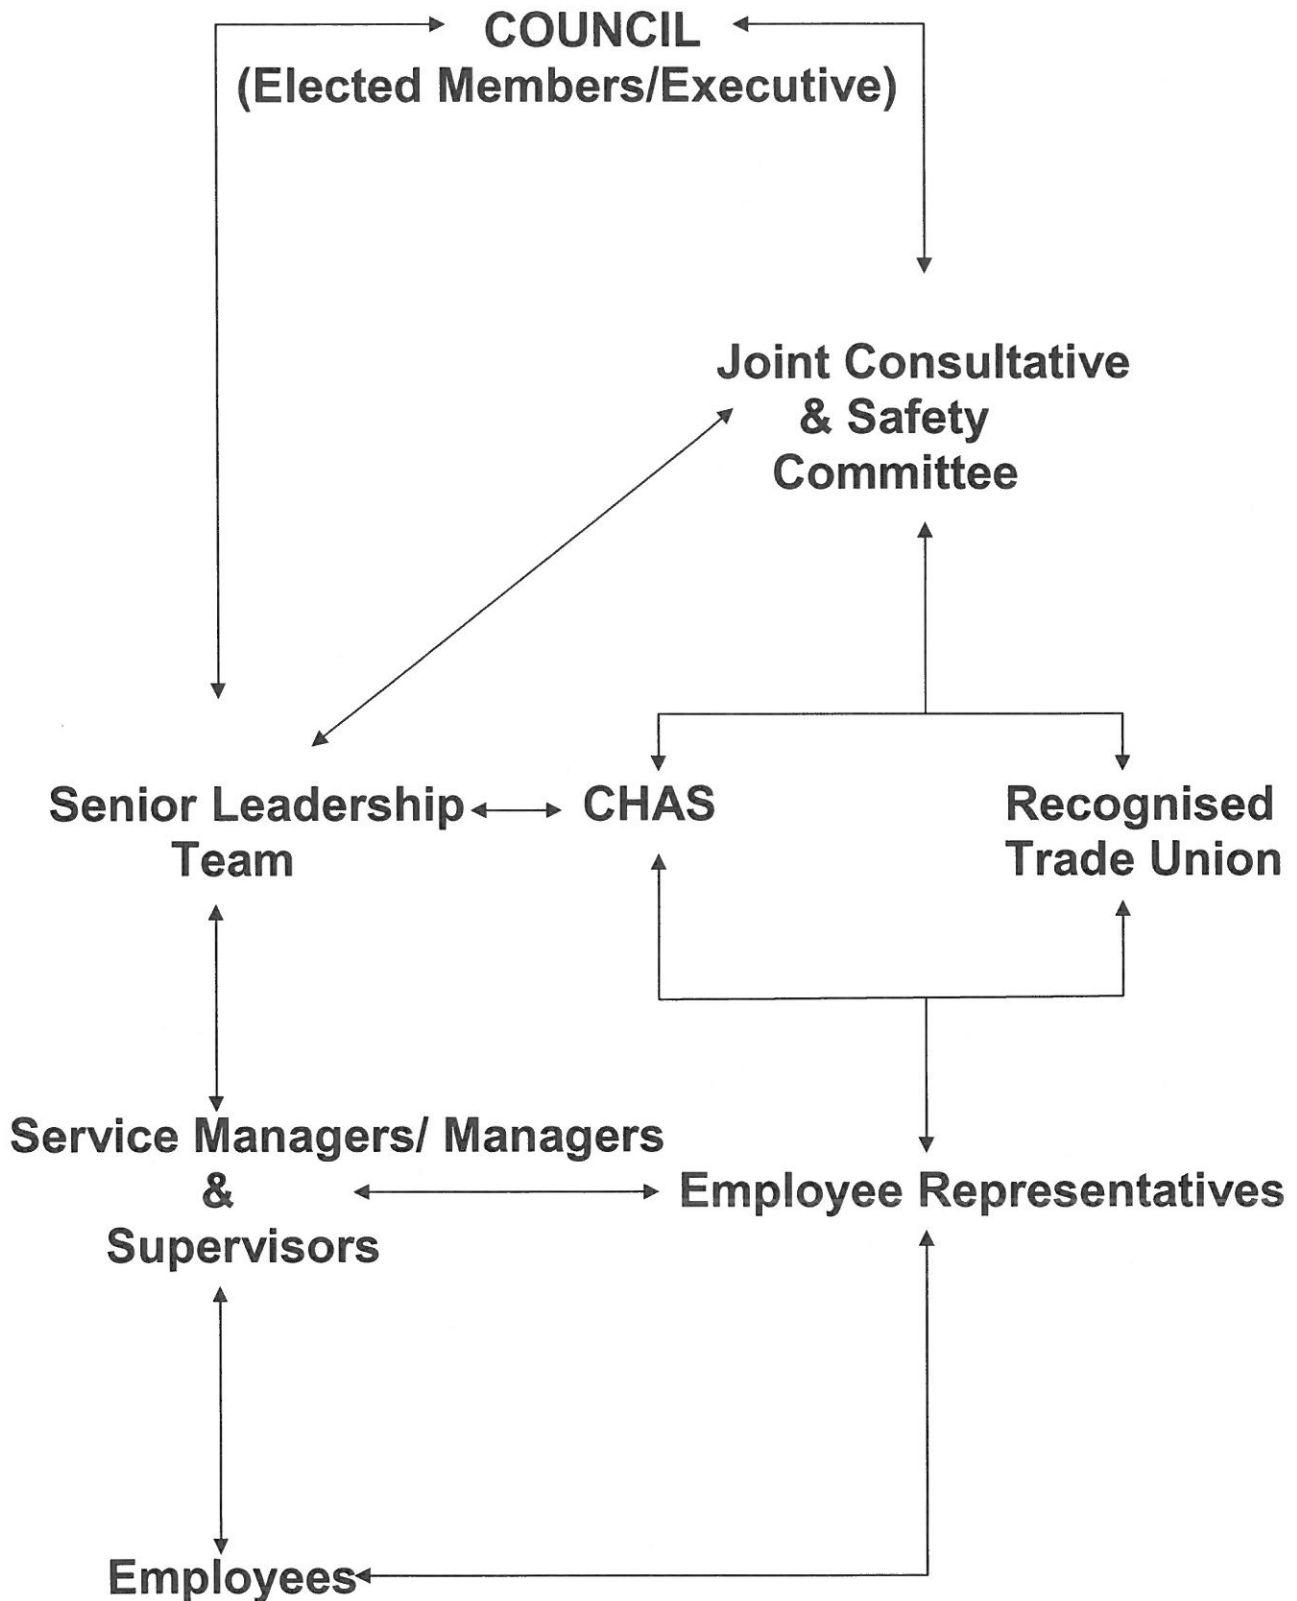 COUNCIL
(Elected Members/Executive)
Joint Consultative
& Safety
Committee
Senior Leadership
Team
CHAS
Recognised
Trade Union
Service Managers/ Managers
&
Supervisors
Employee Representatives
Employees